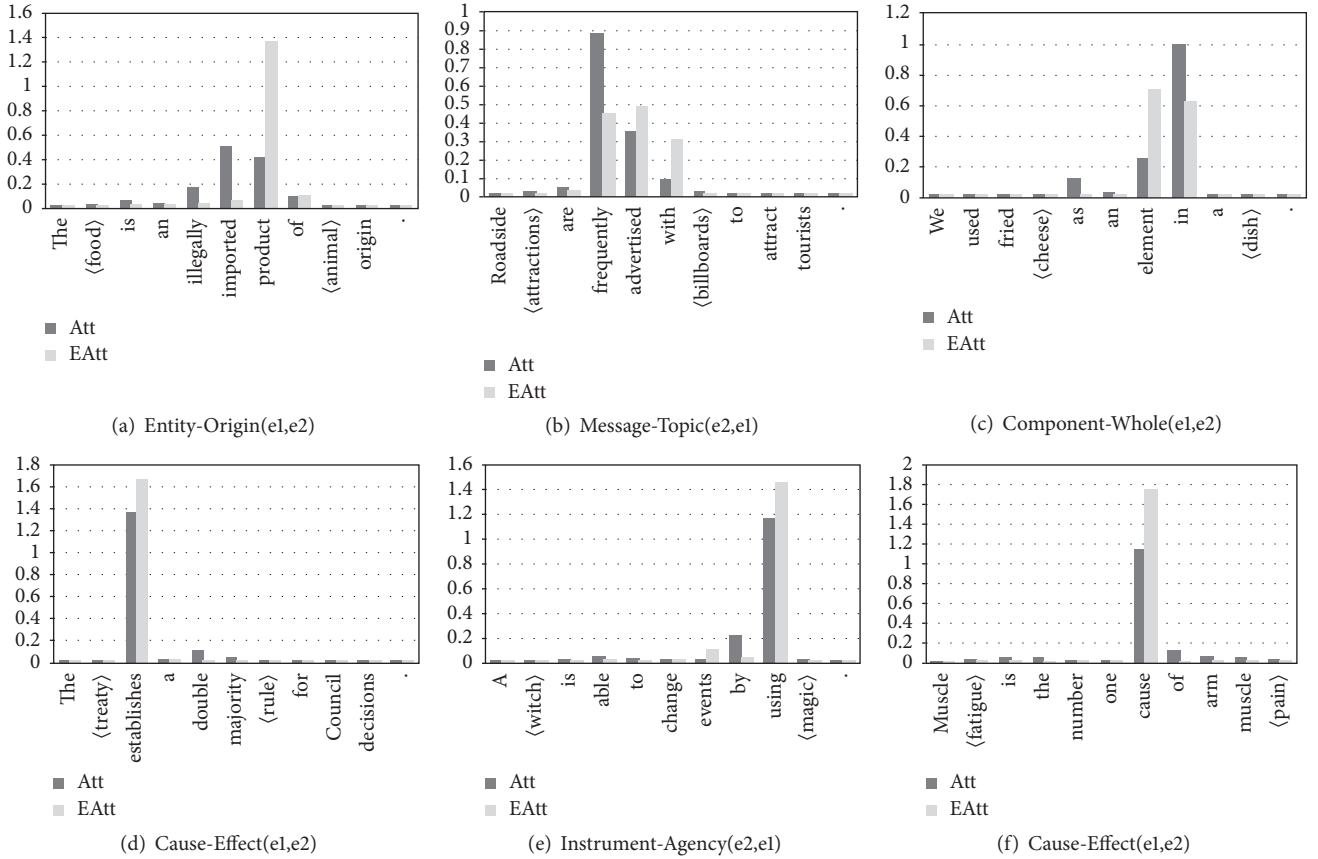 1.6
1.4
1.2
1
0.8
0.6
0.4
0.2
0
The
⟨food⟩
is
an
illegally
imported
product
of
⟨animal⟩
origin
.
Att
EAtt
(a) Entity-Origin(e1,e2)
1
0.9
0.8
0.7
0.6
0.5
0.4
0.3
0.2
0.1
0
Roadside
⟨attractions⟩
are
frequently
advertised
with
⟨billboards⟩
to
attract
tourists
.
Att
EAtt
(b) Message-Topic(e2,e1)
1.2
1
0.8
0.6
0.4
0.2
0
We
used
fried
⟨cheese⟩
as
an
element
in
a
⟨dish⟩
.
Att
EAtt
(c) Component-Whole(e1,e2)
1.8
1.6
1.4
1.2
1
0.8
0.6
0.4
0.2
0
The
⟨treaty⟩
establishes
a
double
majority
⟨rule⟩
for
Council
decisions
.
Att
EAtt
(d) Cause-Effect(e1,e2)
1.6
1.4
1.2
1
0.8
0.6
0.4
0.2
0
A
⟨witch⟩
is
able
to
change
events
by
using
⟨magic⟩
.
Att
EAtt
(e) Instrument-Agency(e2,e1)
2
1.8
1.6
1.4
1.2
1
0.8
0.6
0.4
0.2
0
Muscle
⟨fatigue⟩
is
the
number
one
cause
of
arm
muscle
⟨pain⟩
Att
EAtt
(f) Cause-Effect(e1,e2)